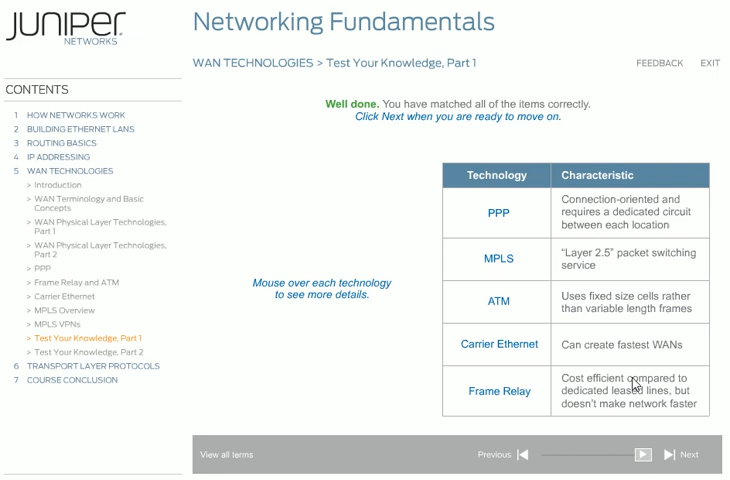 JUNIPER
NETWORKS
Networking Fundamentals
WAN TECHNOLOGIES > Test Your Knowledge, Part 1
FEEDBACK EXIT
CONTENTS
1 HOW NETWORKS WORK
2 BUILDING ETHERNET LANS
3 ROUTING BASICS
4 IP ADDRESSING
5 WAN TECHNOLOGIES
> Introduction
> WAN Terminology and Basic
Concepts
> WAN Physical Layer Technologies,
Part 1
> WAN Physical Layer Technologies,
Part 2
> PPP
> Frame Relay and ATM
> Carrier Ethernet
> MPLS Overview
> MPLS VPNs
> Test Your Knowledge, Part 1
> Test Your Knowledge, Part 2
6 TRANSPORT LAYER PROTOCOLS
7 COURSE CONCLUSION
Well done. You have matched all of the items correctly.
Click Next when you are ready to move on.
Mouse over each technology
to see more details.
Technology Characteristic
PPP
Connection-oriented and
requires a dedicated circuit
between each location
MPLS
“Layer 2.5” packet switching
service
ATM
Uses fixed size cells rather
than variable length frames
Carrier Ethernet
Can create fastest WANs
Frame Relay
Cost efficient compared to
dedicated leased lines, but
doesn’t make network faster
View all terms
Previous
Next